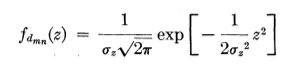 f_{d_{mn}}(z) = \frac{1}{\sigma_z \sqrt{2\pi}} \exp\left[-\frac{1}{2\sigma_z{}^2} z^2\right]